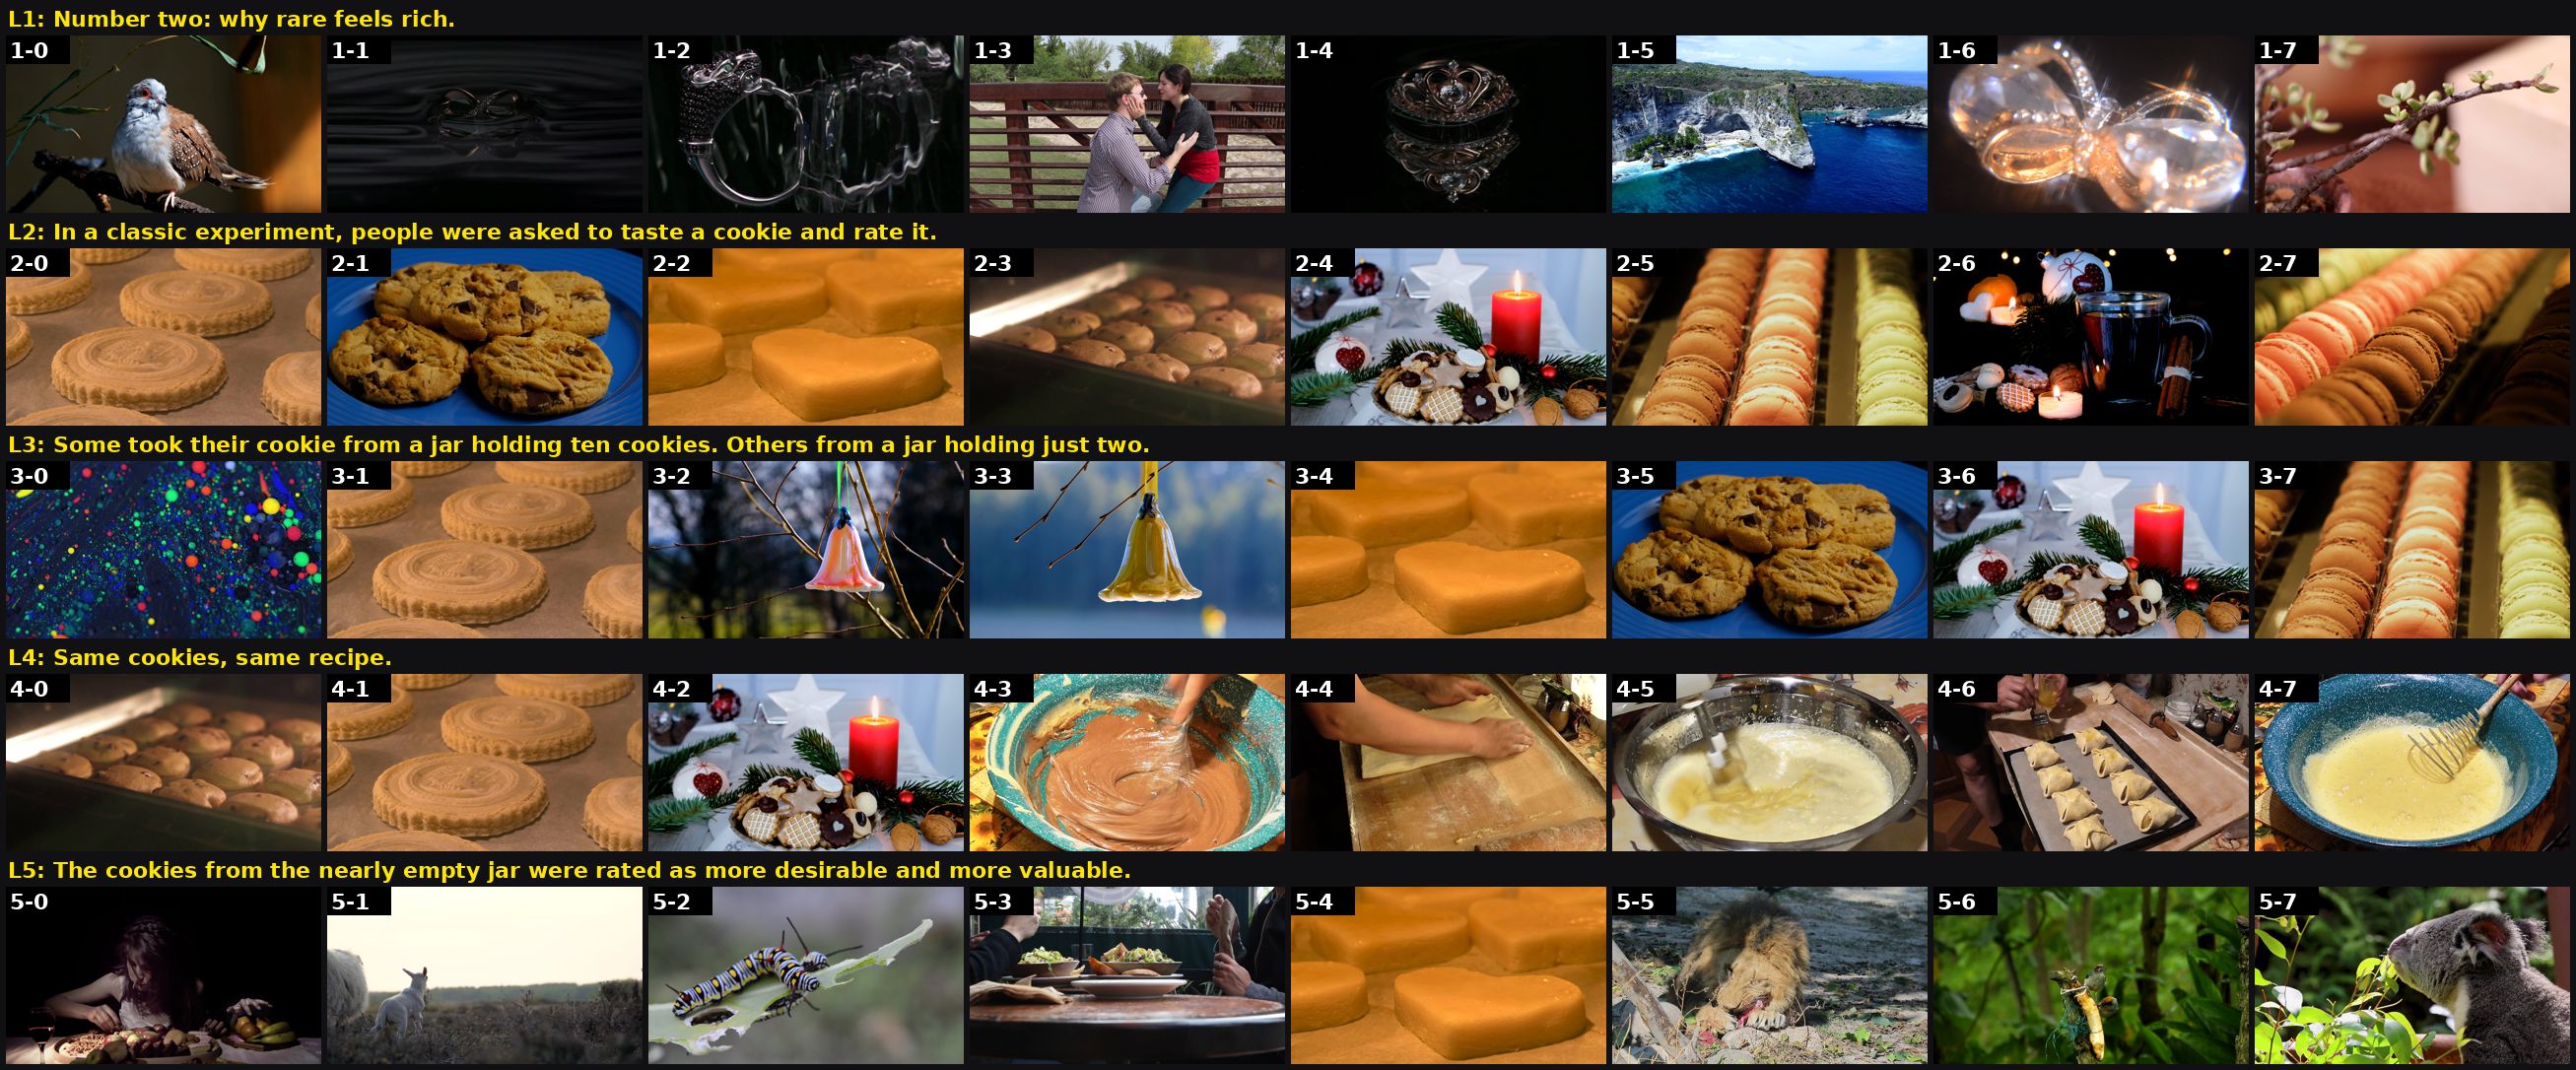 L1: Number two: why rare feels rich.
1-0 1-1 1-2 1-3 1-4 1-5 1-6 1-7
L2: In a classic experiment, people were asked to taste a cookie and rate it.
2-0 2-1 2-2 2-3 2-4 2-5 2-6 2-7
L3: Some took their cookie from a jar holding ten cookies. Others from a jar holding just two.
3-0 3-1 3-2 3-3 3-4 3-5 3-6 3-7
L4: Same cookies, same recipe.
4-0 4-1 4-2 4-3 4-4 4-5 4-6 4-7
L5: The cookies from the nearly empty jar were rated as more desirable and more valuable.
5-0 5-1 5-2 5-3 5-4 5-5 5-6 5-7